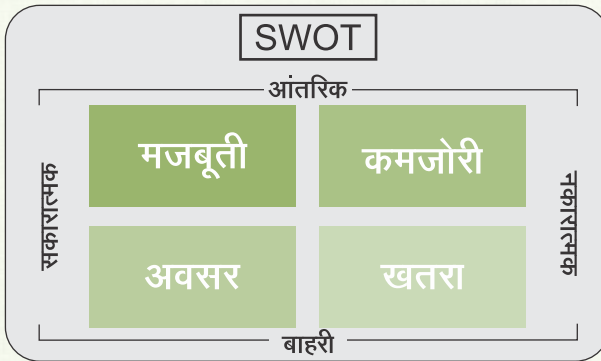 SWOT
आंतरिक
मजबूती
कमजोरी
सकारात्मक
नकारात्मक
अवसर
खतरा
बाहरी